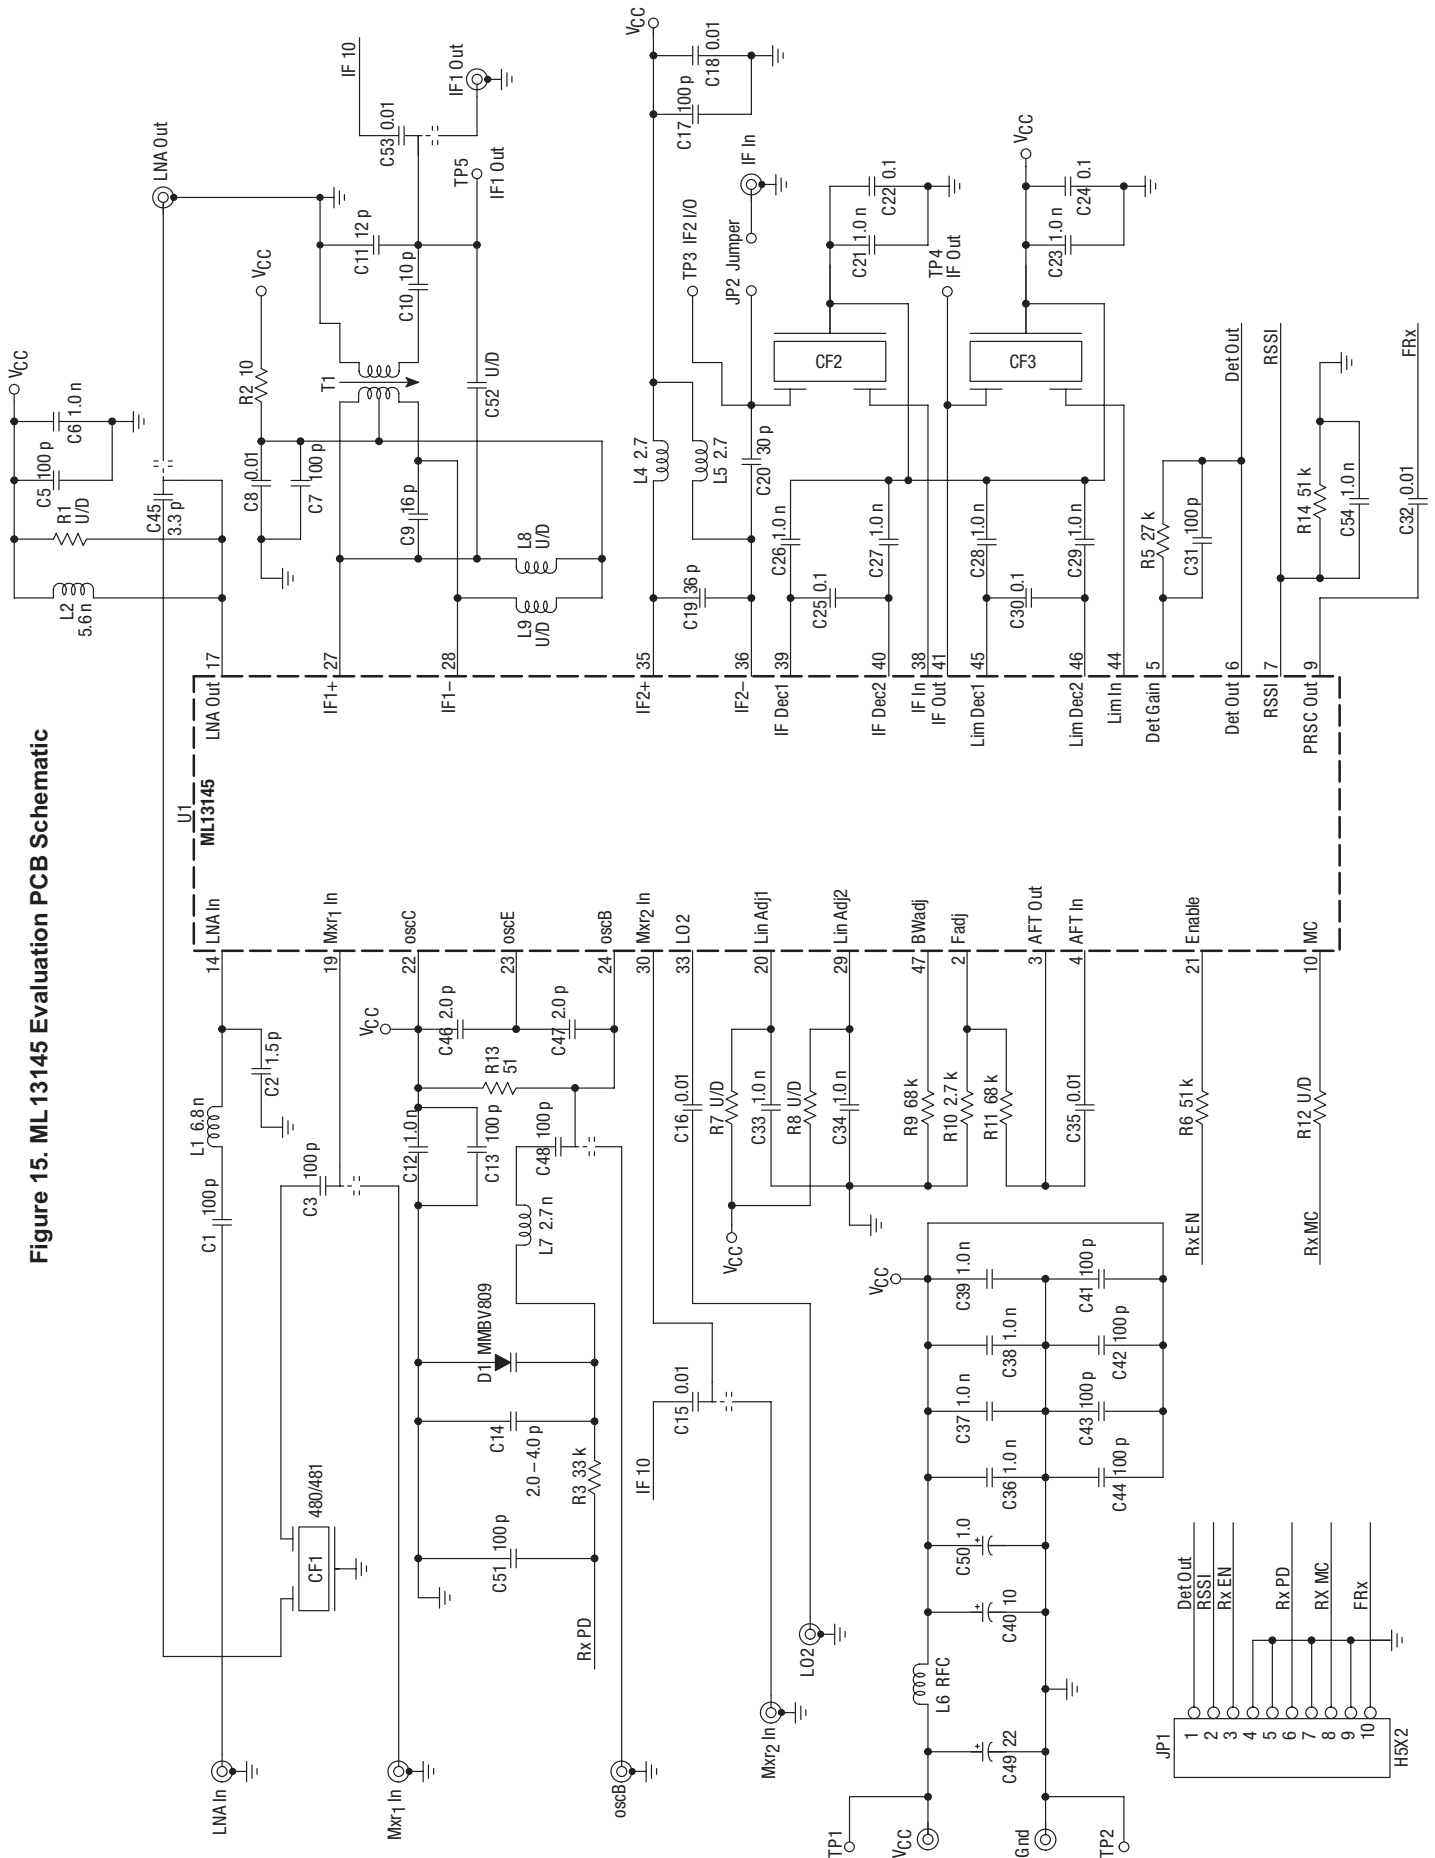 Figure 15. ML13145 Evaluation PCB Schematic
U1
ML13145
LNA In
14
Mxr1 In
19
oscC
22
oscE
23
oscB
24
Mxr2 In
30
LO2
33
Lin Adj1
20
Lin Adj2
29
BWadj
47
Fadj
2
AFT Out
3
AFT In
4
Enable
21
MC
10
LNA Out
17
IF1+
27
IF1–
28
IF2+
35
IF2–
36
IF Dec1
39
IF Dec2
40
IF In
38
IF Out
41
Lim Dec1
45
Lim Dec2
46
Lim In
44
Det Gain
5
Det Out
6
RSSI
7
PRSC Out
9
LNA In
C1 100 p
L1 6.8 n
C2 1.5 p
CF1
480/481
C3 100 p
Mxr1 In
VCC
C46 2.0 p
C47 2.0 p
R13
51
C12 1.0 n
C13 100 p
C48 100 p
L7 2.7 n
D1 MMBV809
C14
2.0 – 4.0 p
R3 33 k
C51 100 p
Rx PD
oscB
IF 10
C15 0.01
Mxr2 In
C16 0.01
LO2
R7 U/D
C33 1.0 n
R8 U/D
C34 1.0 n
VCC
R9 68 k
R10 2.7 k
R11 68 k
C35 0.01
R6 51 k
Rx EN
R12 U/D
Rx MC
VCC
C39 1.0 n
C38 1.0 n
C37 1.0 n
C36 1.0 n
C41 100 p
C42 100 p
C43 100 p
C44 100 p
C50 1.0
+
C40 10
+
L6 RFC
C49 22
+
TP1
VCC
Gnd
TP2
JP1
1
2
3
4
5
6
7
8
9
10
H5X2
Det Out
RSSI
Rx EN
Rx PD
RX MC
FRx
VCC
L2
5.6 n
R1
U/D
C5 100 p
C6 1.0 n
C45
3.3 p
LNA Out
VCC
R2 10
C8 0.01
C7 100 p
T1
C9 16 p
C10 10 p
C11 12 p
C52 U/D
L8
U/D
L9
U/D
IF 10
C53 0.01
IF1 Out
TP5
IF1 Out
VCC
C17 100 p
C18 0.01
L4 2.7
L5 2.7
C19 36 p
C20 30 p
TP3 IF2 I/O
JP2 Jumper
IF In
CF2
C21 1.0 n
C22 0.1
C26 1.0 n
C25 0.1
C27 1.0 n
C28 1.0 n
C30 0.1
C29 1.0 n
TP4
IF Out
CF3
VCC
C23 1.0 n
C24 0.1
R5 27 k
C31 100 p
Det Out
RSSI
R14 51 k
C54 1.0 n
C32 0.01
FRx